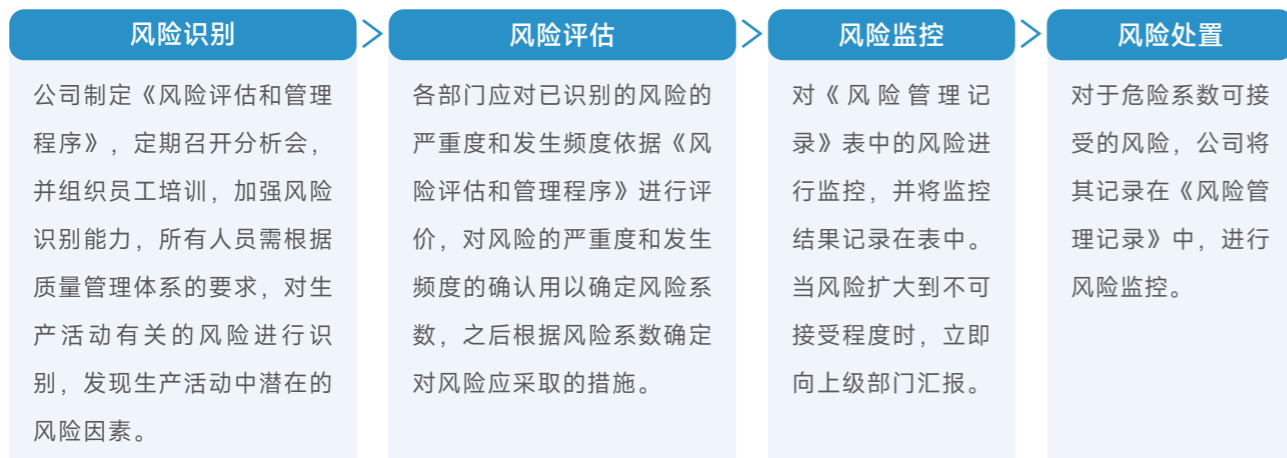 风险识别
公司制定《风险评估和管理
程序》，定期召开分析会，
并组织员工培训，加强风险
识别能力，所有人员需根据
质量管理体系的要求，对生
产活动有关的风险进行识
别，发现生产活动中潜在的
风险因素。
风险评估
各部门应对已识别的风险的
严重度和发生频度依据《风
险评估和管理程序》进行评
价，对风险的严重度和发生
频度的确认用以确定风险系
数，之后根据风险系数确定
对风险应采取的措施。
风险监控
对《风险管理记
录》表中的风险进
行监控，并将监控
结果记录在表中。
当风险扩大到不可
接受程度时，立即
向上级部门汇报。
风险处置
对于危险系数可接
受的风险，公司将
其记录在《风险管
理记录》中，进行
风险监控。